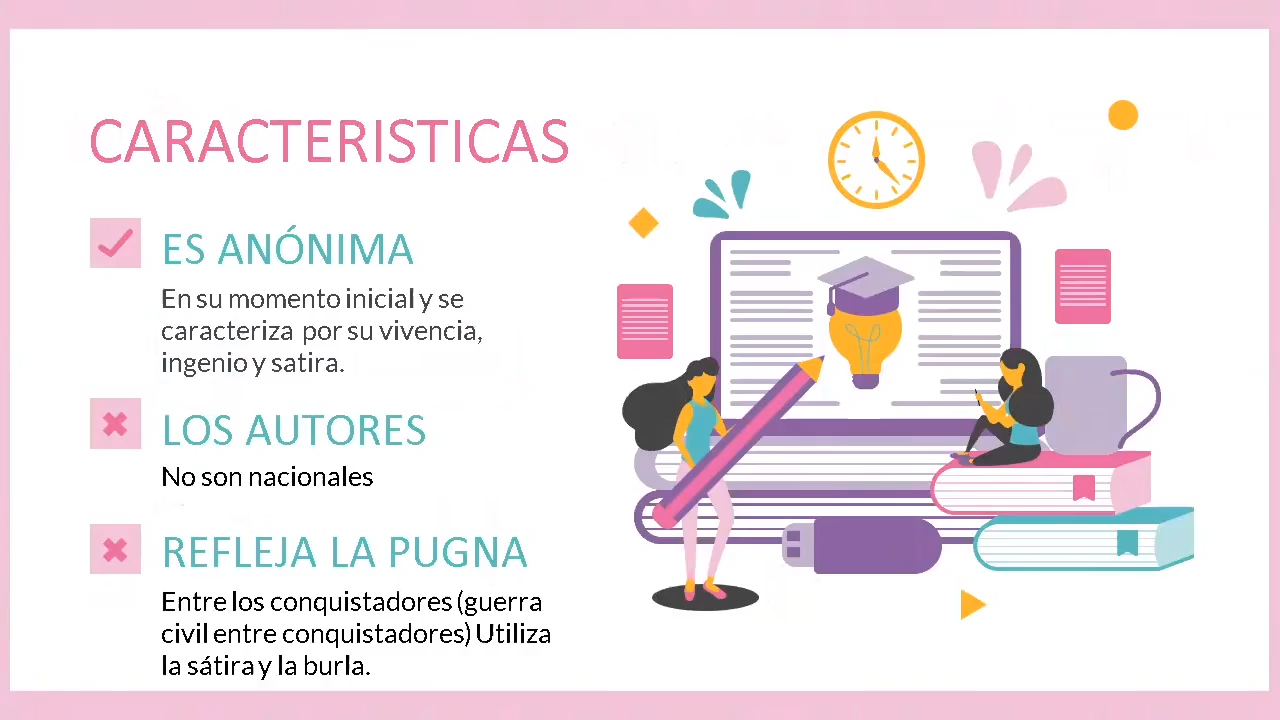 CARACTERISTICAS
ES ANÓNIMA
En su momento inicial y se
caracteriza por su vivencia,
ingenio y satira.
LOS AUTORES
No son nacionales
REFLEJA LA PUGNA
Entre los conquistadores (guerra
civil entre conquistadores) Utiliza
la sátira y la burla.